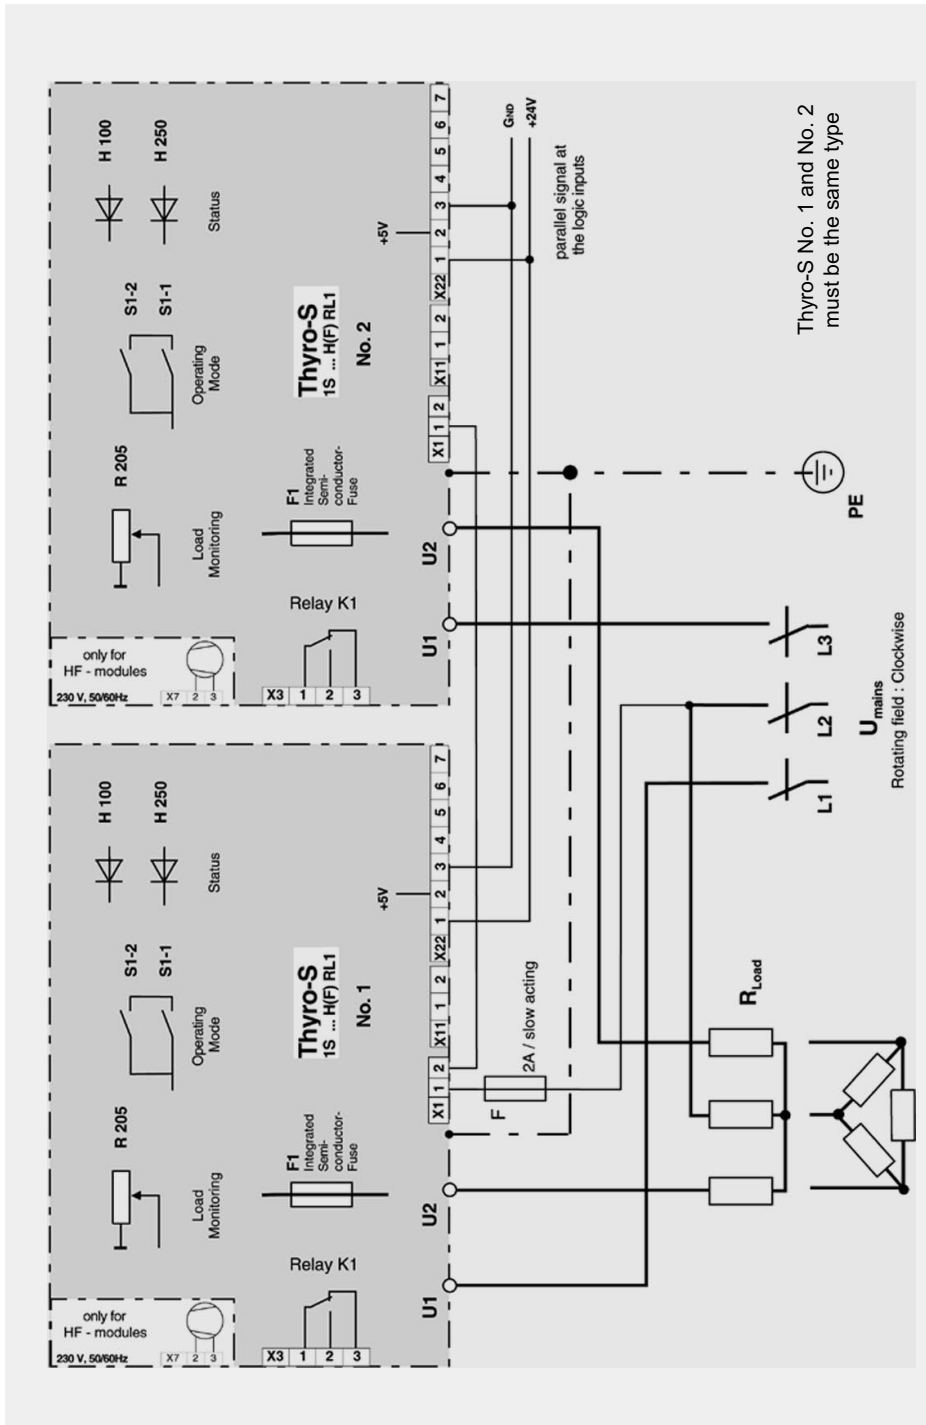 Thyro-S No. 1 and No. 2
must be the same type
H 100
H 250
Status
S1-2
S1-1
Operating
Mode
R 205
Load
Monitoring
Thyro-S
1S ... H(F) RL1
No. 2
F1
Integrated
Semi-
conductor-
Fuse
Relay K1
only for
HF - modules
230 V, 50/60Hz
X7 2 3
X3 1 2 3
+5V
7
6
5
4
3
2
1
X22
2
1
X11
2
1
X1
U2
U1
GND
+24V
parallel signal at
the logic inputs
PE
H 100
H 250
Status
S1-2
S1-1
Operating
Mode
R 205
Load
Monitoring
Thyro-S
1S ... H(F) RL1
No. 1
F1
Integrated
Semi-
conductor-
Fuse
Relay K1
only for
HF - modules
230 V, 50/60Hz
X7 2 3
X3 1 2 3
+5V
7
6
5
4
3
2
1
X22
2
1
X11
2
1
X1
U2
U1
F
2A / slow acting
L3
L2
L1
Umains
Rotating field : Clockwise
RLoad